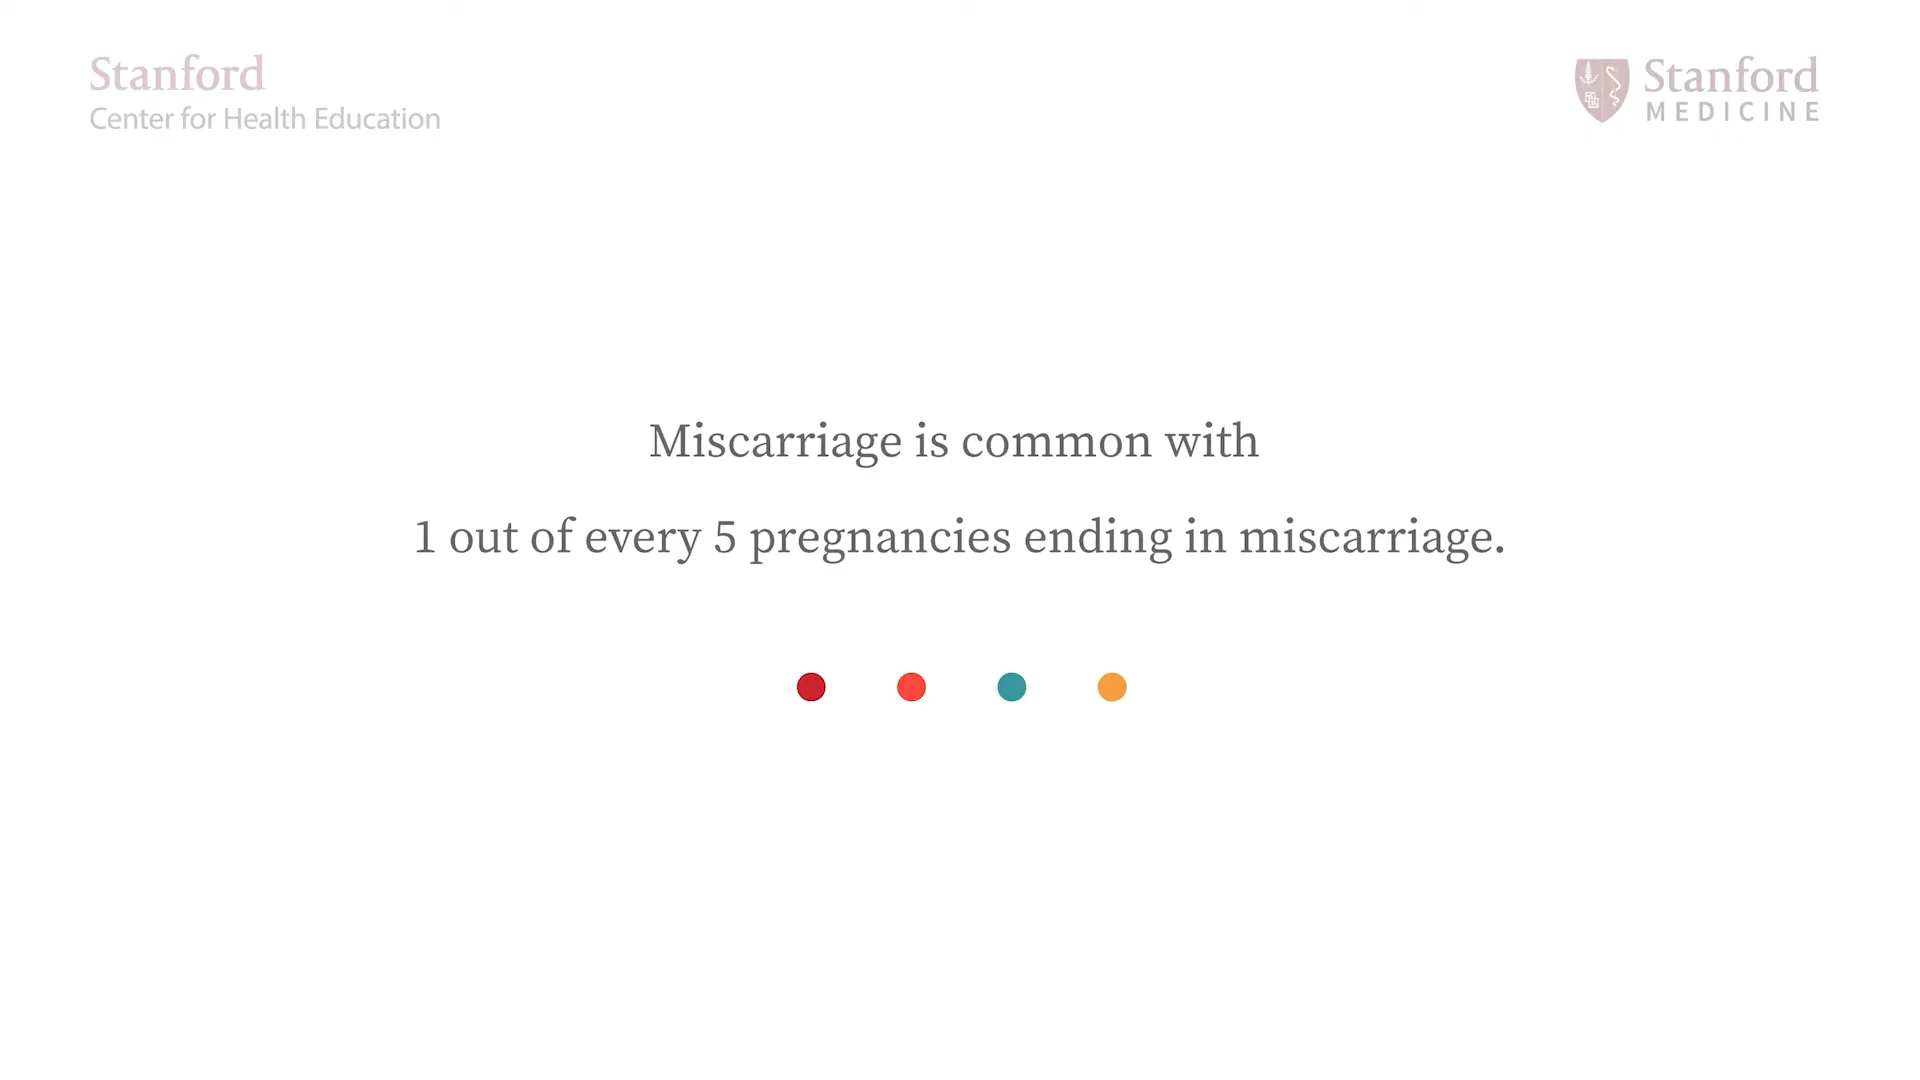 Stanford
Center for Health Education
Stanford
MEDICINE
Miscarriage is common with
1 out of every 5 pregnancies ending in miscarriage.